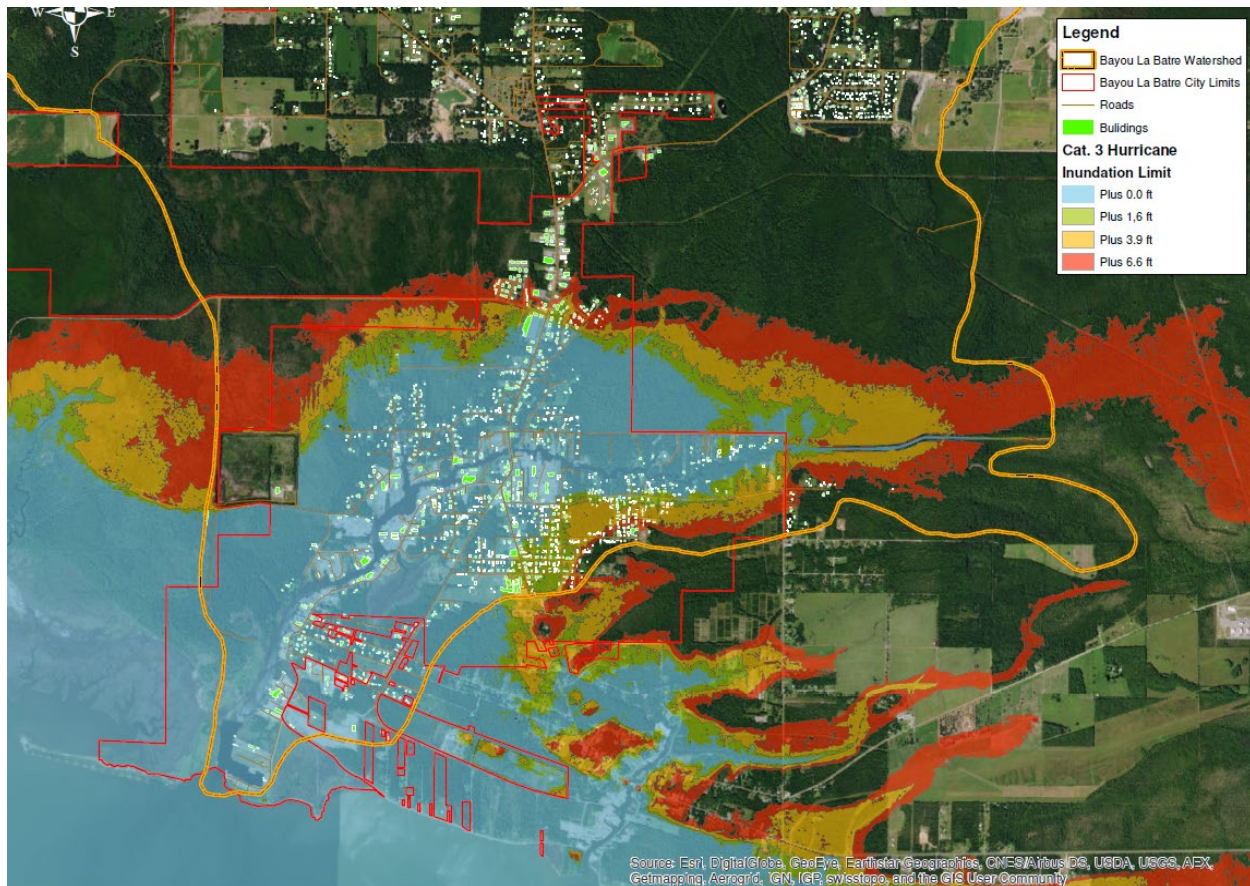 W
E
S
Legend
Bayou La Batre Watershed
Bayou La Batre City Limits
Roads
Bulidings
Cat. 3 Hurricane
Inundation Limit
Plus 0.0 ft
Plus 1,6 ft
Plus 3.9 ft
Plus 6.6 ft
Source: Esri, DigitalGlobe, GeoEye, Earthstar Geographics, CNES/Airbus DS, USDA, USGS, AEX,
Getmapping, Aerogrid, IGN, IGP, swisstopo, and the GIS User Community